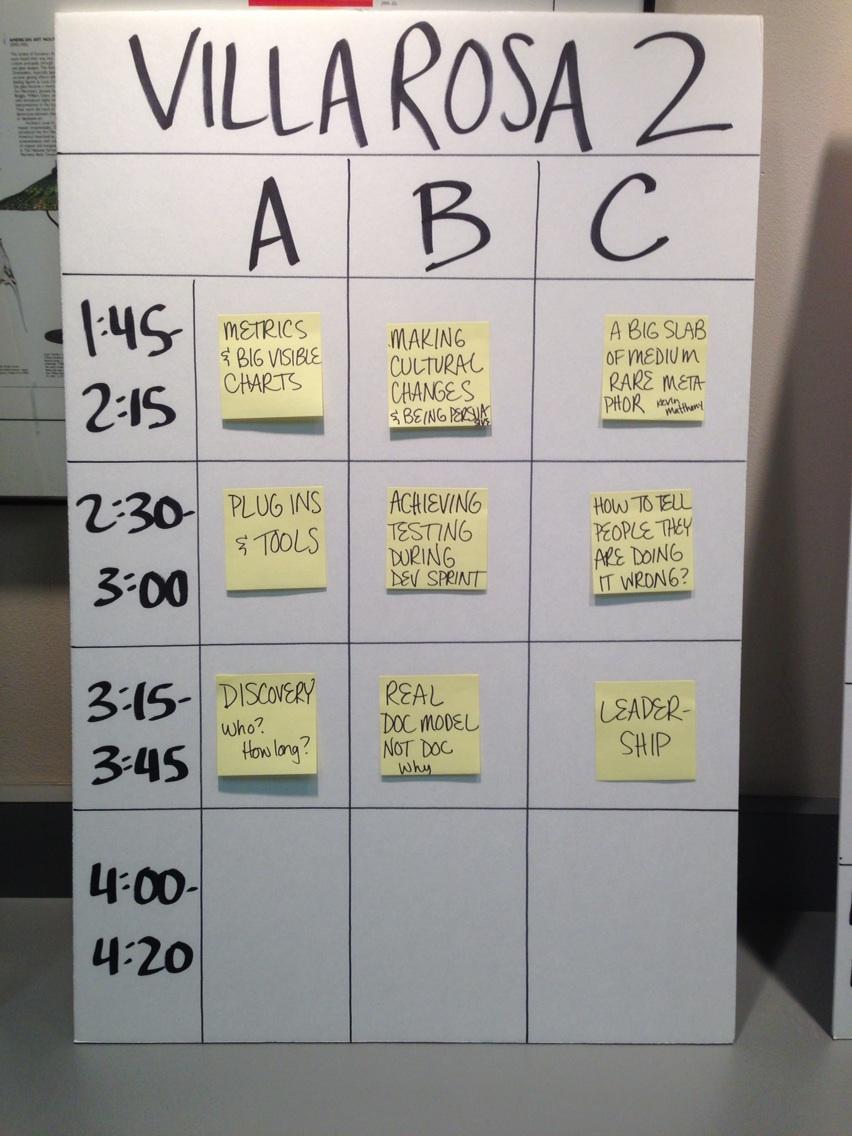 VILLA ROSA 2
A B C
1:45-
2:15
METRICS
& BIG VISIBLE
CHARTS
MAKING
CULTURAL
CHANGES
& BEING PERSUA
SIVE
A BIG SLAB
OF MEDIUM
RARE META
PHOR Kevin
Mattheny
2:30-
3:00
PLUG INS
& TOOLS
ACHIEVING
TESTING
DURING
DEV SPRINT
HOW TO TELL
PEOPLE THEY
ARE DOING
IT WRONG?
3:15-
3:45
DISCOVERY
Who?
How long?
REAL
DOC MODEL
NOT DOC
Why
LEADER-
SHIP
4:00-
4:20